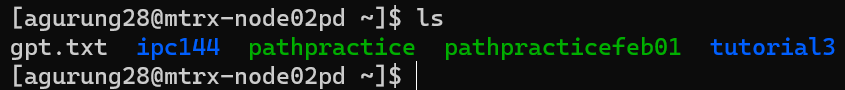 [agurung28@mtrx-node02pd ~]$ ls
gpt.txt  ipc144  pathpractice  pathpracticefeb01  tutorial3
[agurung28@mtrx-node02pd ~]$